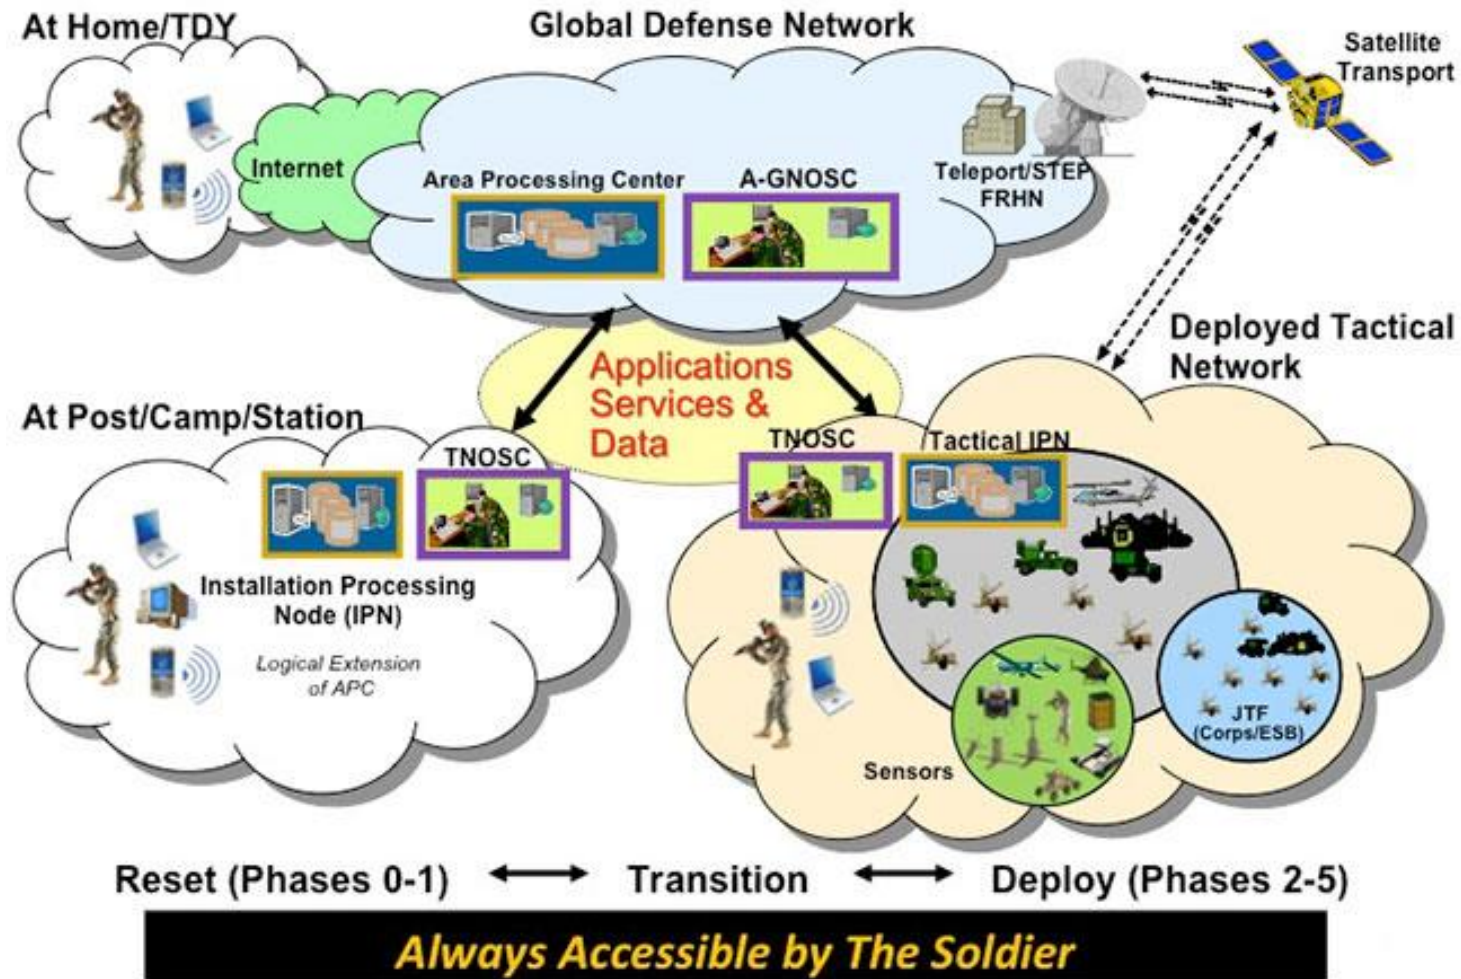 At Home/TDY
Global Defense Network
Satellite
Transport
Internet
Area Processing Center
A-GNOSC
Teleport/STEP
FRHN
Applications
Services &
Data
Deployed Tactical
Network
At Post/Camp/Station
TNOSC
Installation Processing
Node (IPN)
Logical Extension
of APC
TNOSC
Tactical IPN
JTF
(Corps/ESB)
Sensors
Reset (Phases 0-1)
Transition
Deploy (Phases 2-5)
Always Accessible by The Soldier